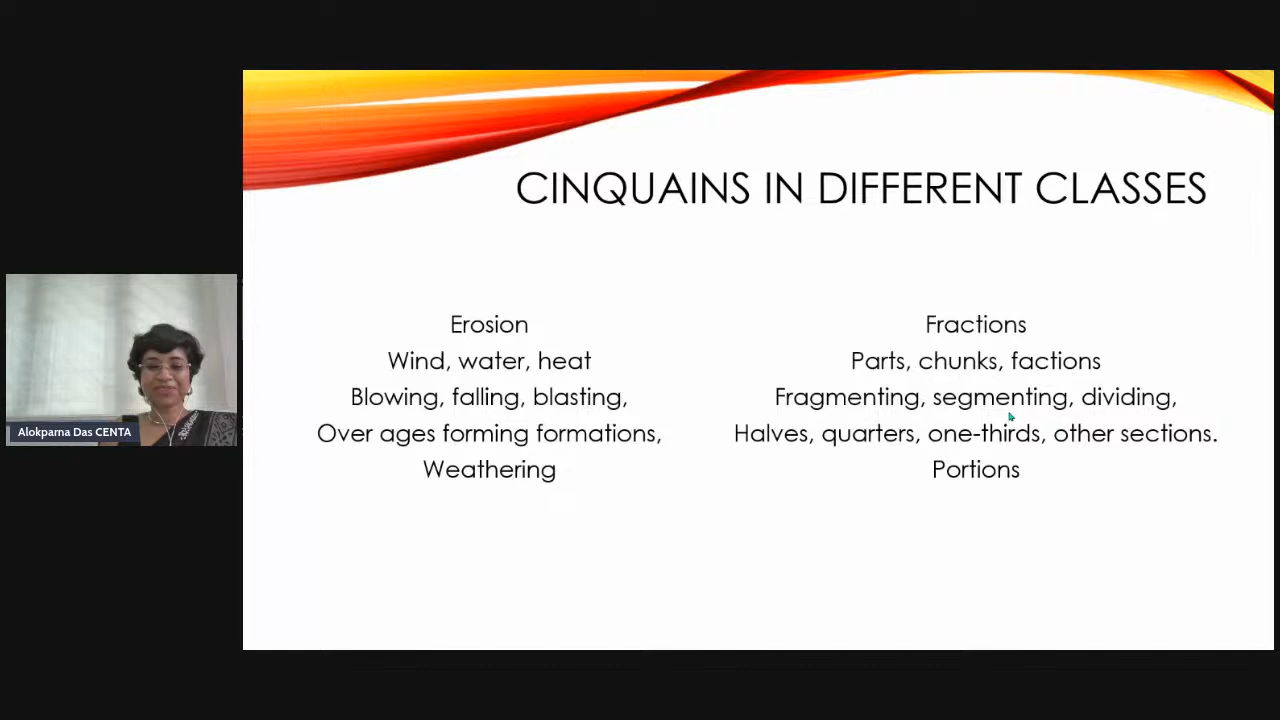 CINQUAINS IN DIFFERENT CLASSES
Erosion
Wind, water, heat
Blowing, falling, blasting,
Over ages forming formations,
Weathering
Fractions
Parts, chunks, factions
Fragmenting, segmenting, dividing,
Halves, quarters, one-thirds, other sections.
Portions
Alokparna Das CENTA